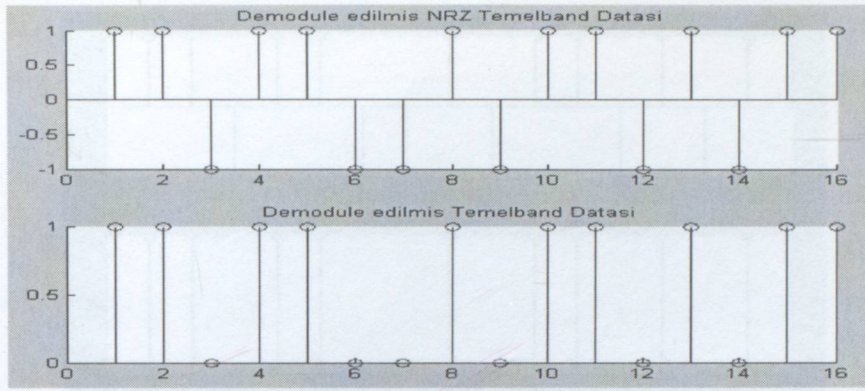 Demodule edilmis NRZ Temelband Datasi
1
0.5
0
-0.5
-1
0 2 4 6 8 10 12 14 16
Demodule edilmis Temelband Datasi
1
0.5
0
0 2 4 6 8 10 12 14 16